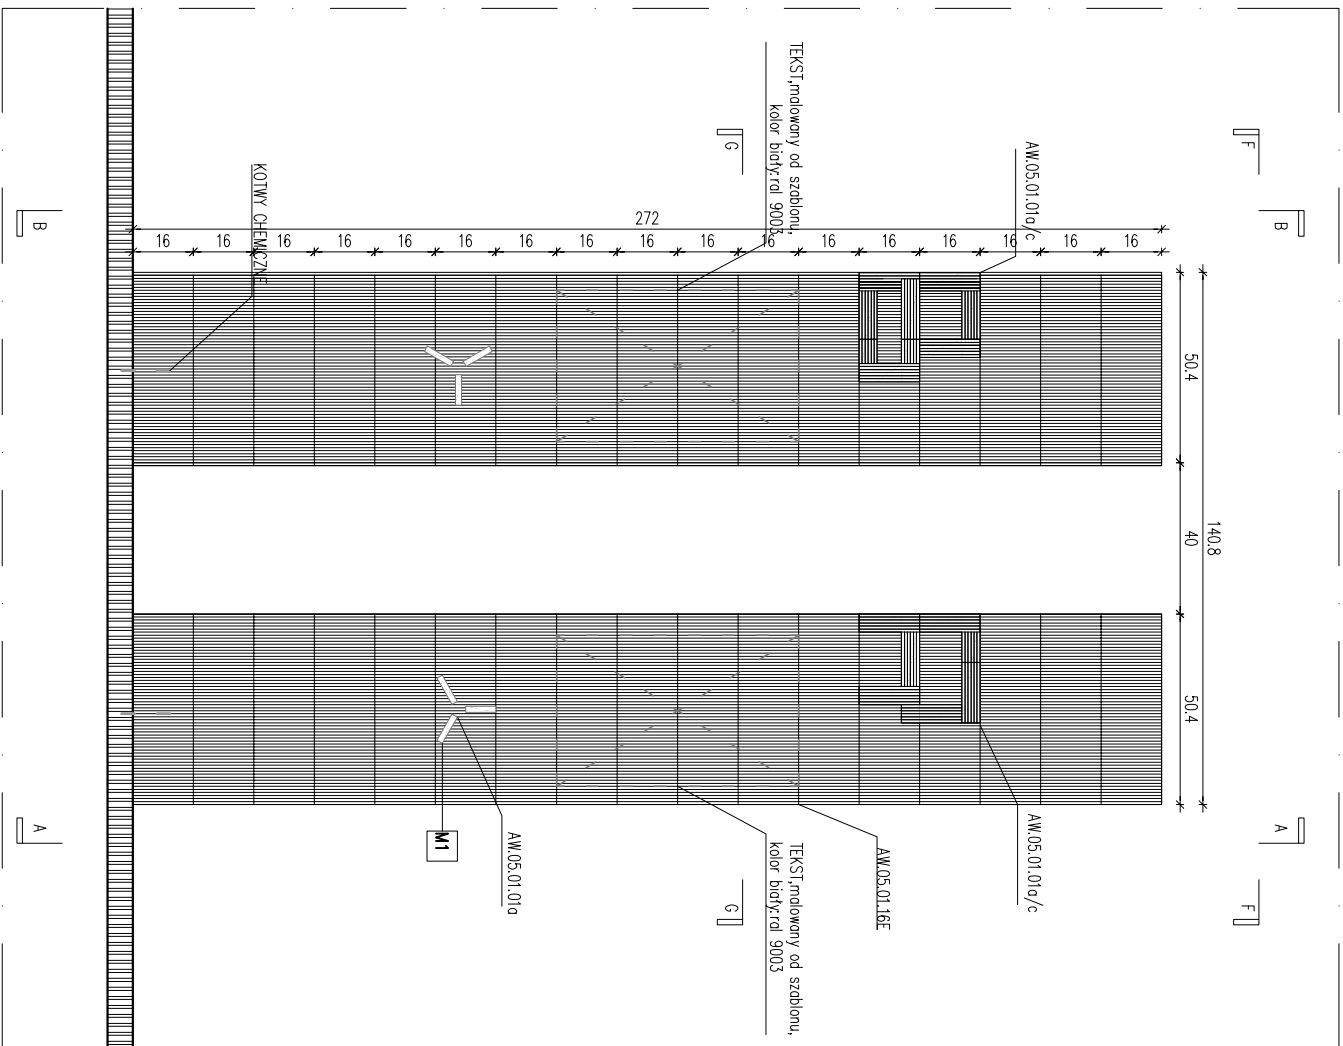 TEKST,malowany od szablonu,
kolor biały:ral 9003
AW.05.01.01a/c
KOTWY CHEMICZNE
F
G
B
B
272
16 16 16 16 16 16 16 16 16 16 16 16 16 16 16 16 16
50.4
40
50.4
140.8
A
A
F
G
M1
AW.05.01.01a
TEKST,malowany od szablonu,
kolor biały:ral 9003
AW.05.01.16E
AW.05.01.01a/c